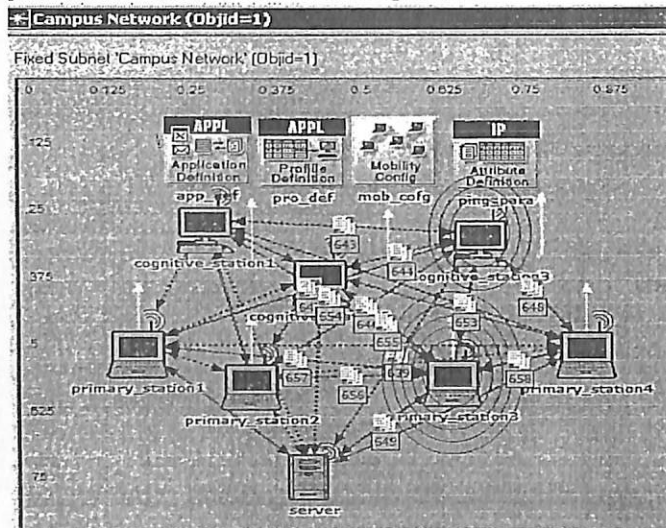 Campus Network (Objid=1)
Fixed Subnet 'Campus Network' (Objid=1)
.0 0.125 0.25 0.375 0.5 0.625 0.75 0.875
.125
APPL APPL IP
Application Definition
Profile Definition
Mobility Config
Attribute Definition
pro_def mob_cofg ping_para
.25
643
cognitive_station1
644
.375
648
654
653
.5
655
primary_station1
657
639
658
primary_station4
656
primary_station2
primary_station3
.625
649
.75
server